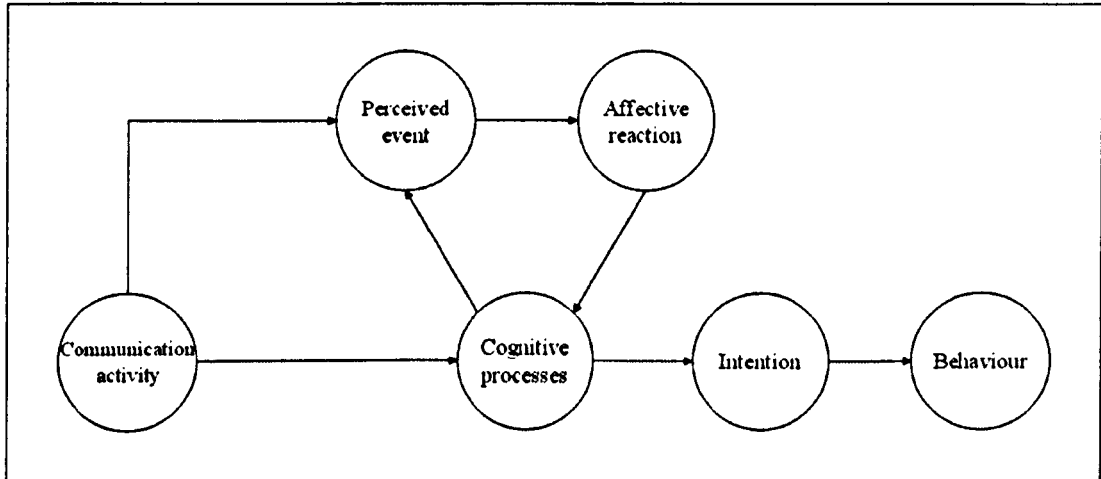 Perceived
event
Affective
reaction
Communication
activity
Cognitive
processes
Intention
Behaviour